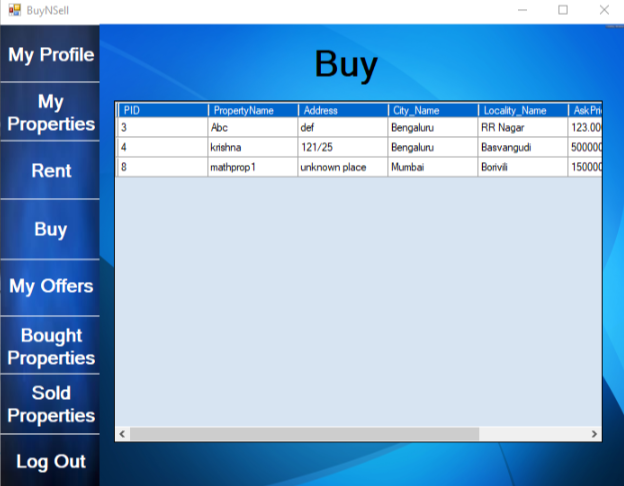 BuyNSell
My Profile
My
Properties
Rent
Buy
My Offers
Bought
Properties
Sold
Properties
Log Out
Buy
PID PropertyName Address City_Name Locality_Name AskPri
3 Abc def Bengaluru RR Nagar 123.00
4 krishna 121/25 Bengaluru Basvangudi 500000
8 mathprop1 unknown place Mumbai Borivili 150000